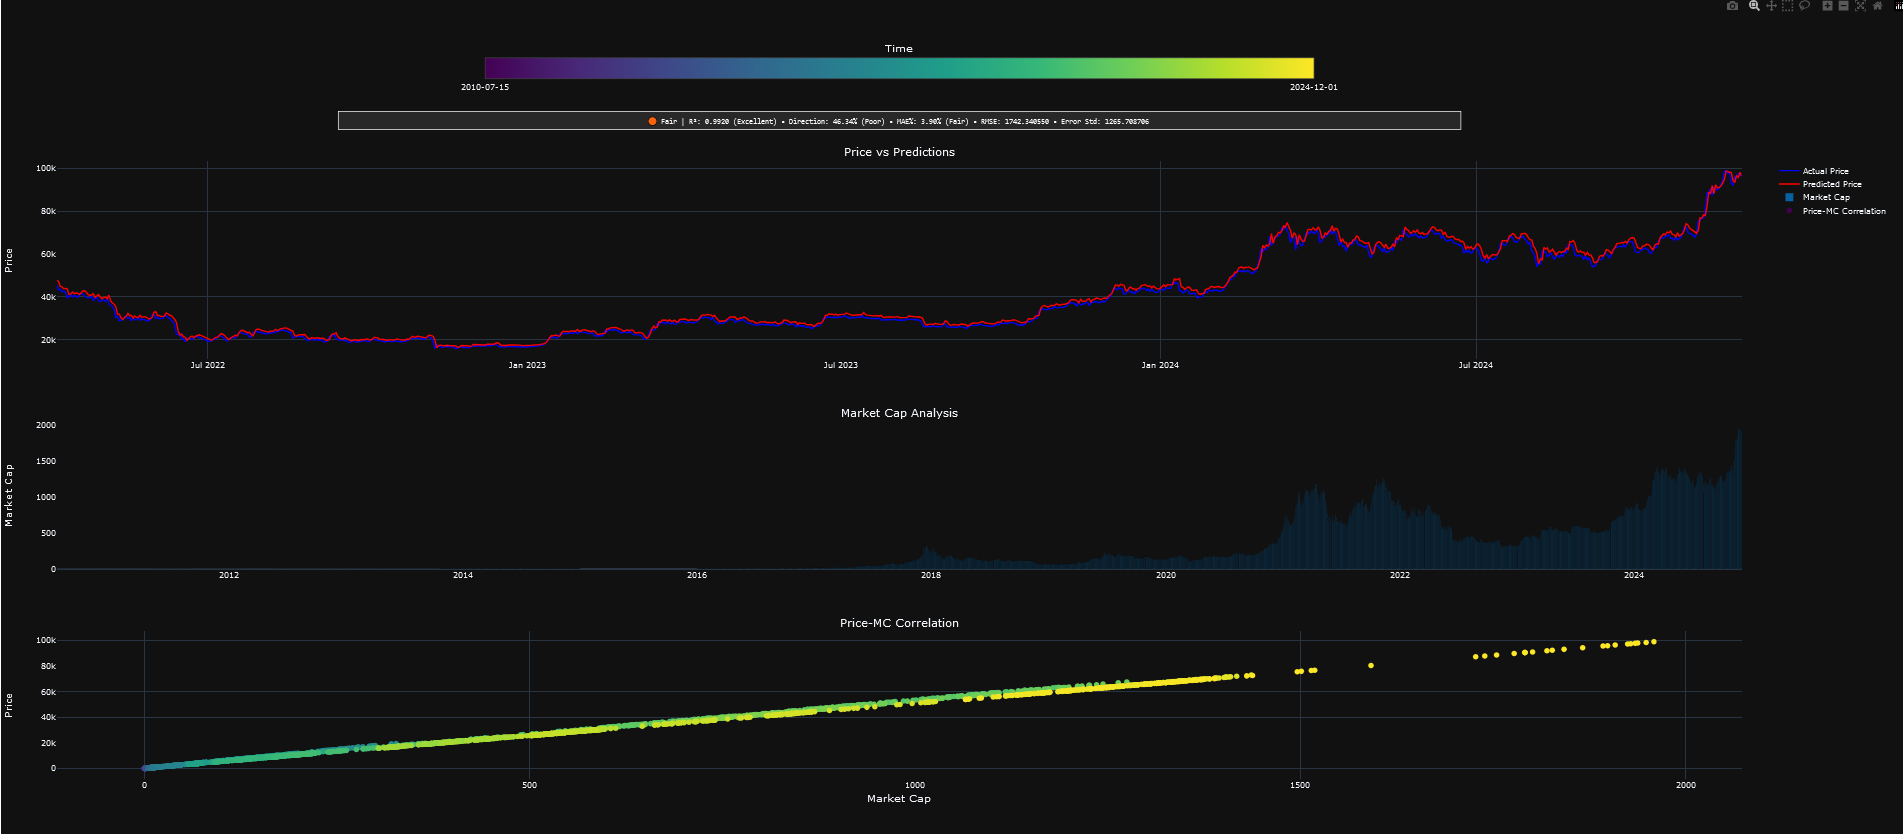 Time
2010-07-15 2024-12-01
Fair | R²: 0.9920 (Excellent) • Direction: 46.34% (Poor) • MAE%: 3.90% (Fair) • RMSE: 1742.340550 • Error Std: 1265.708706
Price vs Predictions
100k
80k
60k
40k
20k
Price
Jul 2022 Jan 2023 Jul 2023 Jan 2024 Jul 2024
Actual Price
Predicted Price
Market Cap
Price-MC Correlation
Market Cap Analysis
2000
1500
1000
500
0
Market Cap
2012 2014 2016 2018 2020 2022 2024
Price-MC Correlation
100k
80k
60k
40k
20k
0
Price
0 500 1000 1500 2000
Market Cap